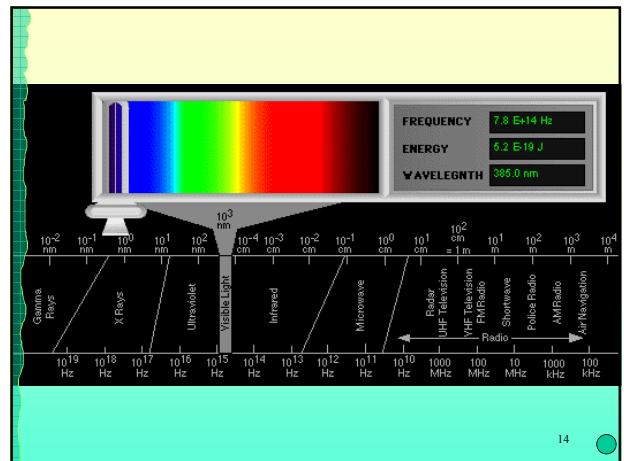 FREQUENCY 7.8 E+14 Hz
ENERGY 5.2 E-19 J
WAVELEGNTH 385.0 nm
10³ nm
10⁻² nm 10⁻¹ nm 10⁰ nm 10¹ nm 10² nm 10⁻⁴ cm 10⁻³ cm 10⁻² cm 10⁻¹ cm 10⁰ cm 10¹ cm 10² cm = 1 m 10¹ m 10² m 10³ m 10⁴ m
Gamma Rays
X Rays
Ultraviolet
Visible Light
Infrared
Microwave
Radar
UHF Television
YHF Television
FM Radio
Shortwave
Police Radio
AM Radio
Air Navigation
Radio
10¹⁹ Hz 10¹⁸ Hz 10¹⁷ Hz 10¹⁶ Hz 10¹⁵ Hz 10¹⁴ Hz 10¹³ Hz 10¹² Hz 10¹¹ Hz 10¹⁰ Hz 1000 MHz 100 MHz 10 MHz 1000 kHz 100 kHz
14